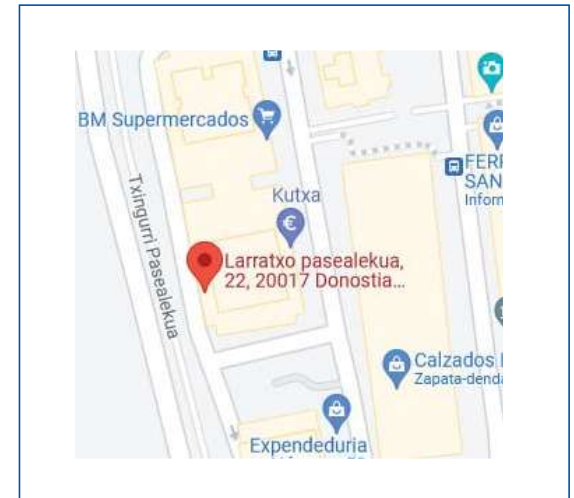 BM Supermercados
FERR
SAN
Inform
Kutxa
€
Txingurri Pasealekua
Larratxo pasealekua,
22, 20017 Donostia...
Calzados
Zapata-denda
Expendeduria